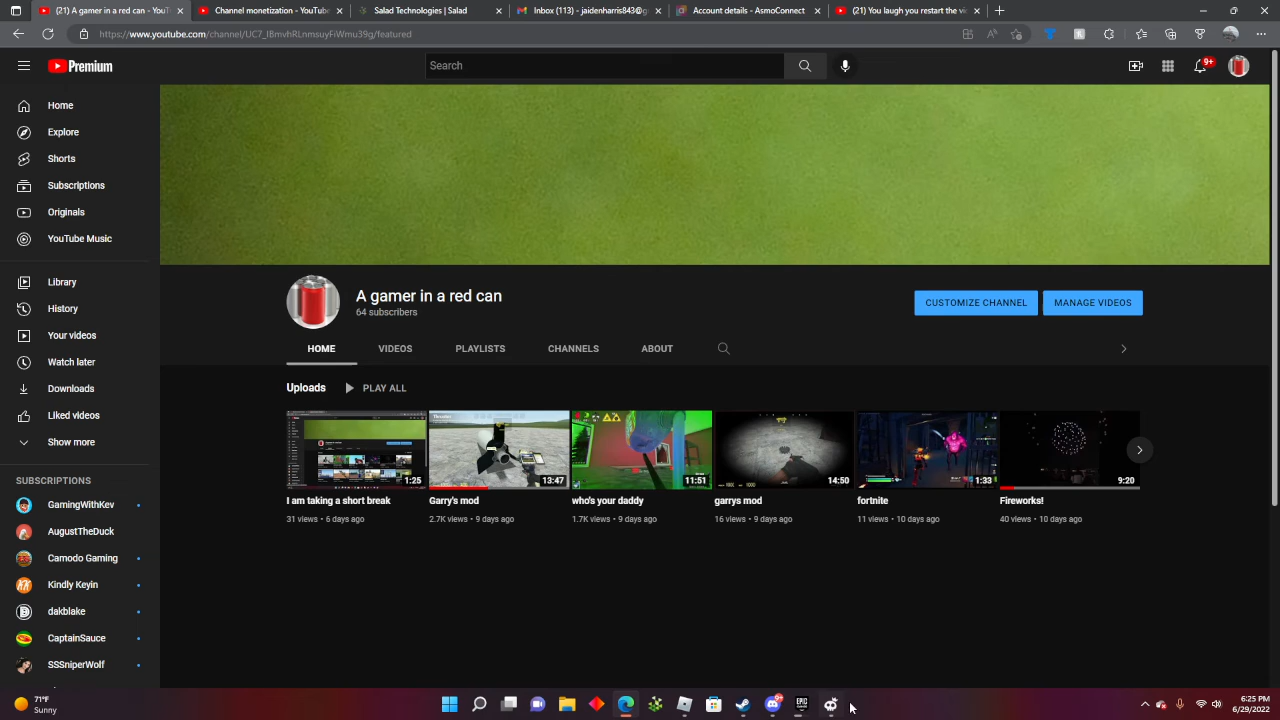 (21) A gamer in a red can - YouTu
Channel monetization - YouTube
Salad Technologies | Salad
Inbox (113) - jaidenharris843@g
Account details - AsmoConnect
(21) You laugh you restart the vi
https://www.youtube.com/channel/UC7_IBmvhRLnmsuyFiWmu39g/featured
Premium
Search
9+
Home
Explore
Shorts
Subscriptions
Originals
YouTube Music
Library
History
Your videos
Watch later
Downloads
Liked videos
Show more
SUBSCRIPTIONS
GamingWithKev
AugustTheDuck
Camodo Gaming
Kindly Keyin
dakblake
CaptainSauce
SSSniperWolf
A gamer in a red can
64 subscribers
CUSTOMIZE CHANNEL
MANAGE VIDEOS
HOME
VIDEOS
PLAYLISTS
CHANNELS
ABOUT
Uploads
PLAY ALL
1:25
13:47
11:51
14:50
1:33
9:20
I am taking a short break
Garry's mod
who's your daddy
garrys mod
fortnite
Fireworks!
31 views • 6 days ago
2.7K views • 9 days ago
1.7K views • 9 days ago
16 views • 9 days ago
11 views • 10 days ago
40 views • 10 days ago
71°F
Sunny
EPIC
6:25 PM
6/29/2022